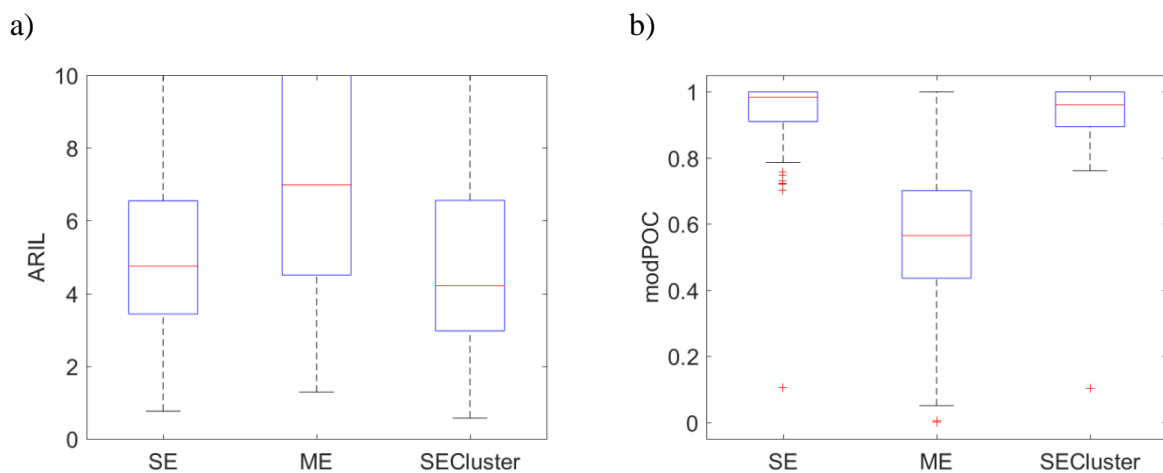 a)
b)
10
8
6
4
2
0
ARIL
SE ME SECluster
1
0.8
0.6
0.4
0.2
0
modPOC
SE ME SECluster